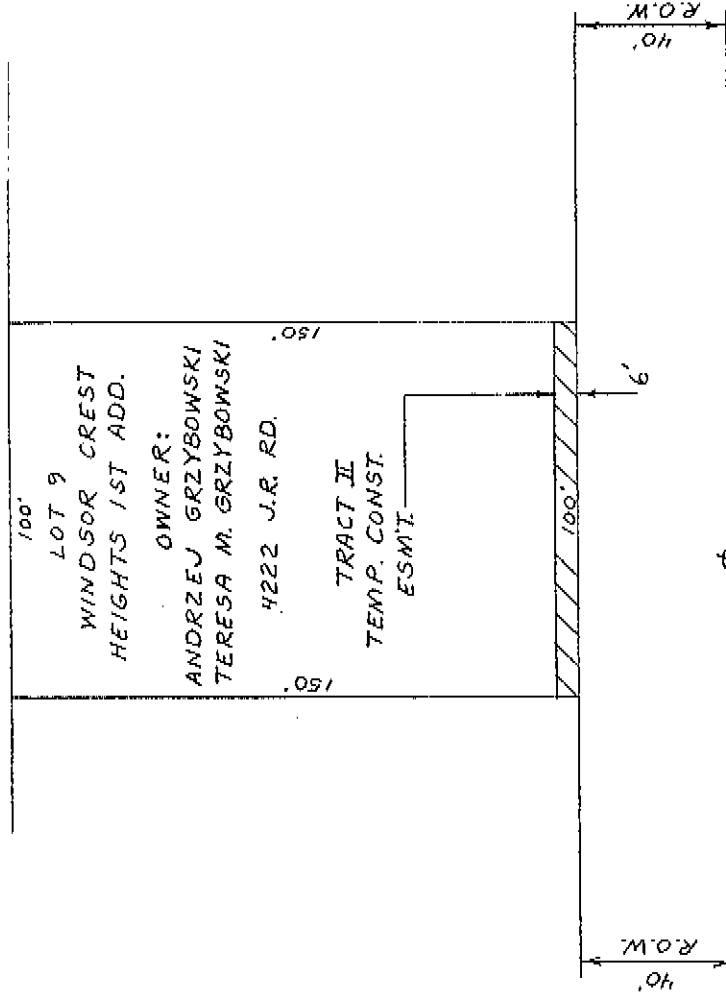 100'
LOT 9
WINDSOR CREST
HEIGHTS 1ST ADD.
OWNER:
ANDRZEJ GRZYBOWSKI
TERESA M. GRZYBOWSKI
4222 J.R. RD.
150'
150'
TRACT II
TEMP. CONST.
ESM'T.
100'
6'
40'
R.O.W.
40'
R.O.W.